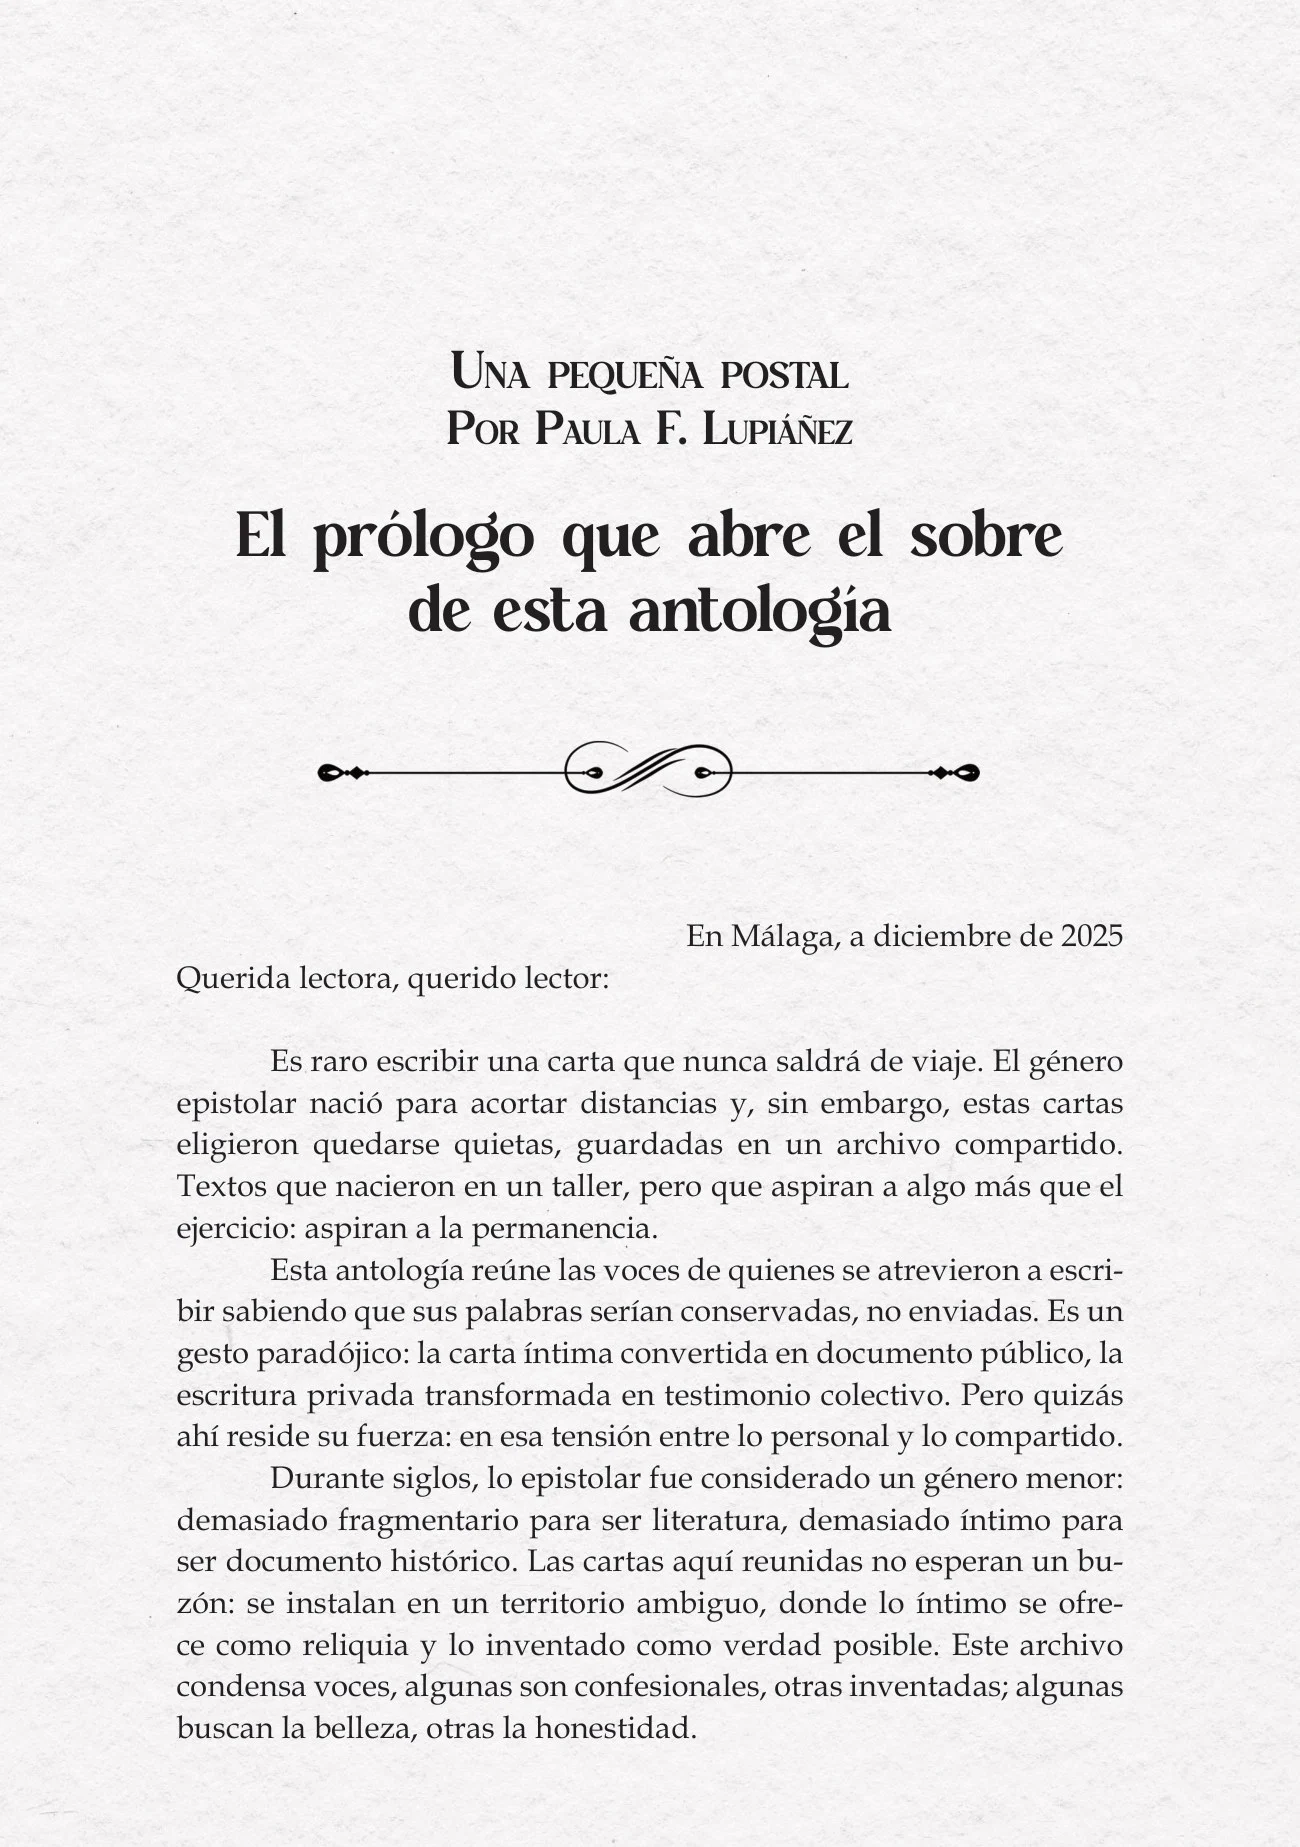 Una pequeña postal
Por Paula F. Lupiáñez
El prólogo que abre el sobre
de esta antología
En Málaga, a diciembre de 2025
Querida lectora, querido lector:
Es raro escribir una carta que nunca saldrá de viaje. El género
epistolar nació para acortar distancias y, sin embargo, estas cartas
eligieron quedarse quietas, guardadas en un archivo compartido.
Textos que nacieron en un taller, pero que aspiran a algo más que el
ejercicio: aspiran a la permanencia.
Esta antología reúne las voces de quienes se atrevieron a escri-
bir sabiendo que sus palabras serían conservadas, no enviadas. Es un
gesto paradójico: la carta íntima convertida en documento público, la
escritura privada transformada en testimonio colectivo. Pero quizás
ahí reside su fuerza: en esa tensión entre lo personal y lo compartido.
Durante siglos, lo epistolar fue considerado un género menor:
demasiado fragmentario para ser literatura, demasiado íntimo para
ser documento histórico. Las cartas aquí reunidas no esperan un bu-
zón: se instalan en un territorio ambiguo, donde lo íntimo se ofre-
ce como reliquia y lo inventado como verdad posible. Este archivo
condensa voces, algunas son confesionales, otras inventadas; algunas
buscan la belleza, otras la honestidad.